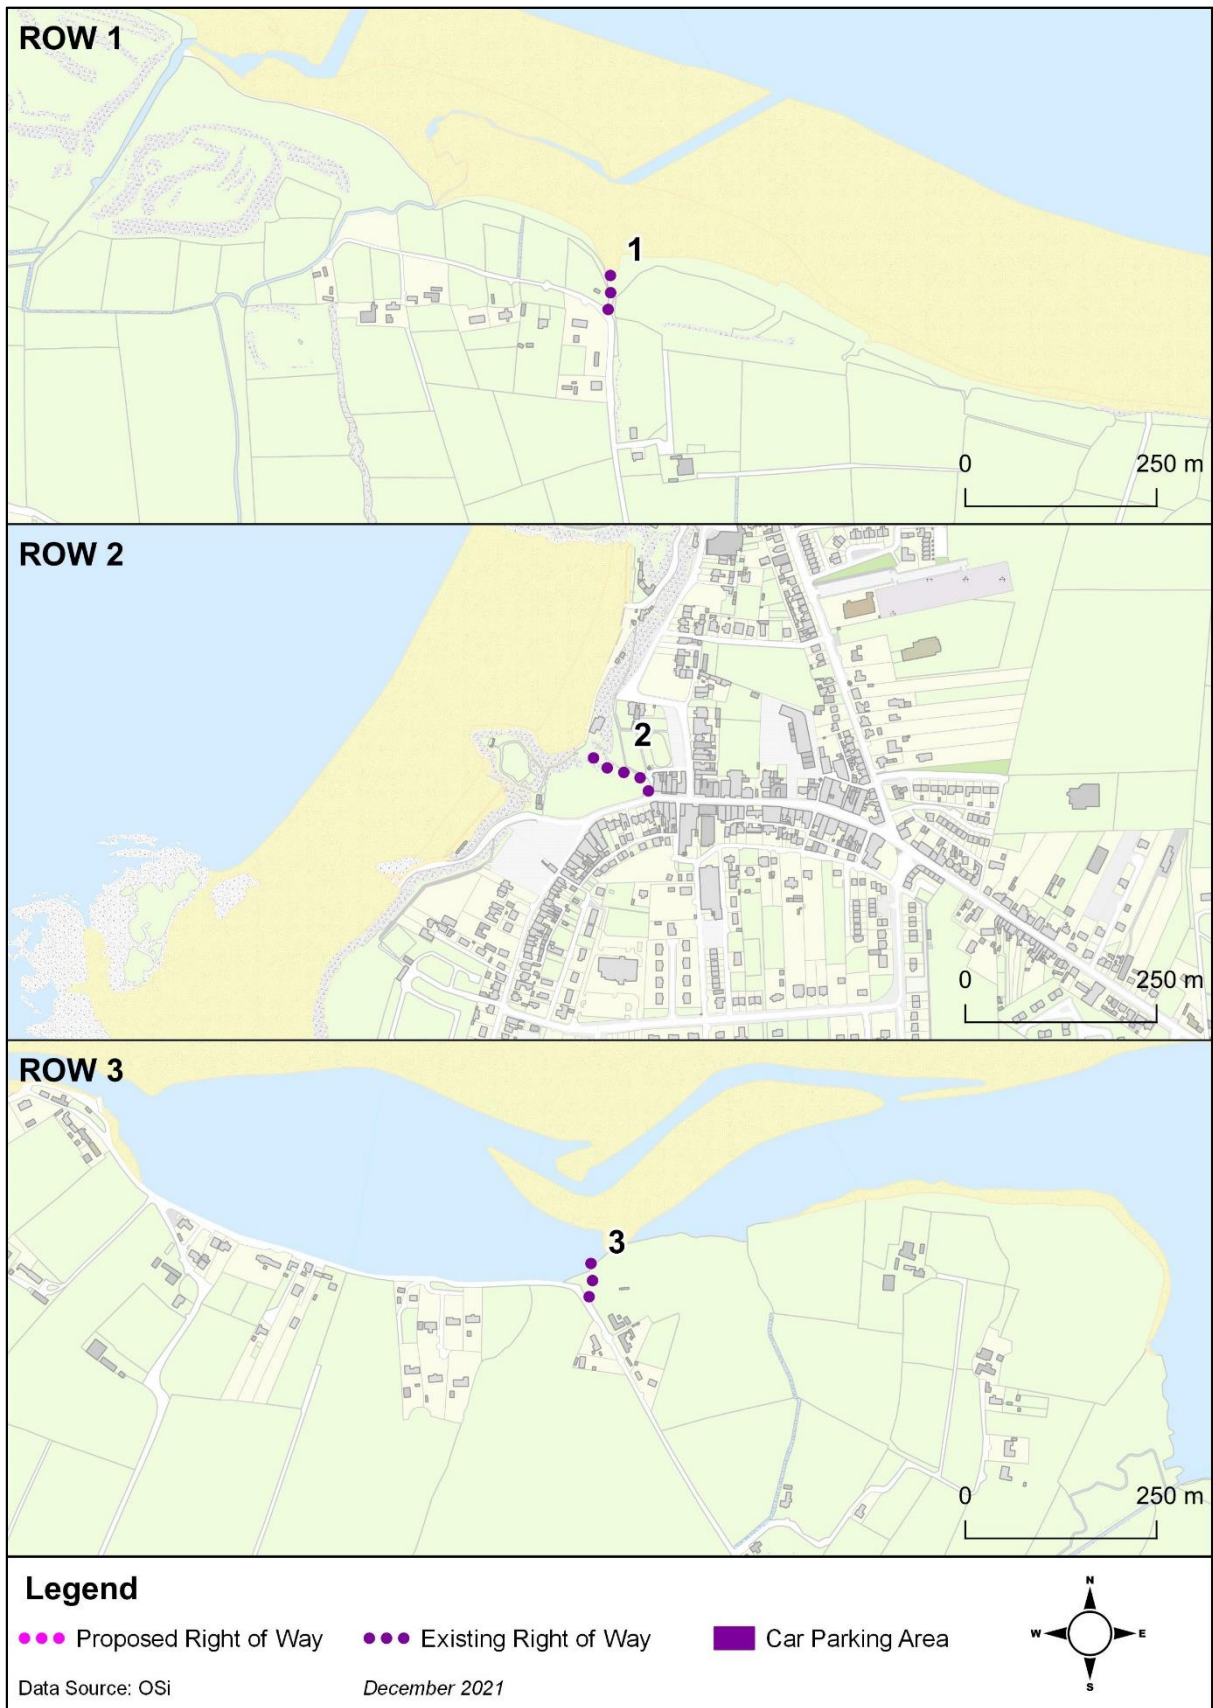 ROW 1
1
0 250 m
ROW 2
2
0 250 m
ROW 3
3
0 250 m
Legend
Proposed Right of Way Existing Right of Way Car Parking Area
N
W E
S
Data Source: OSi December 2021